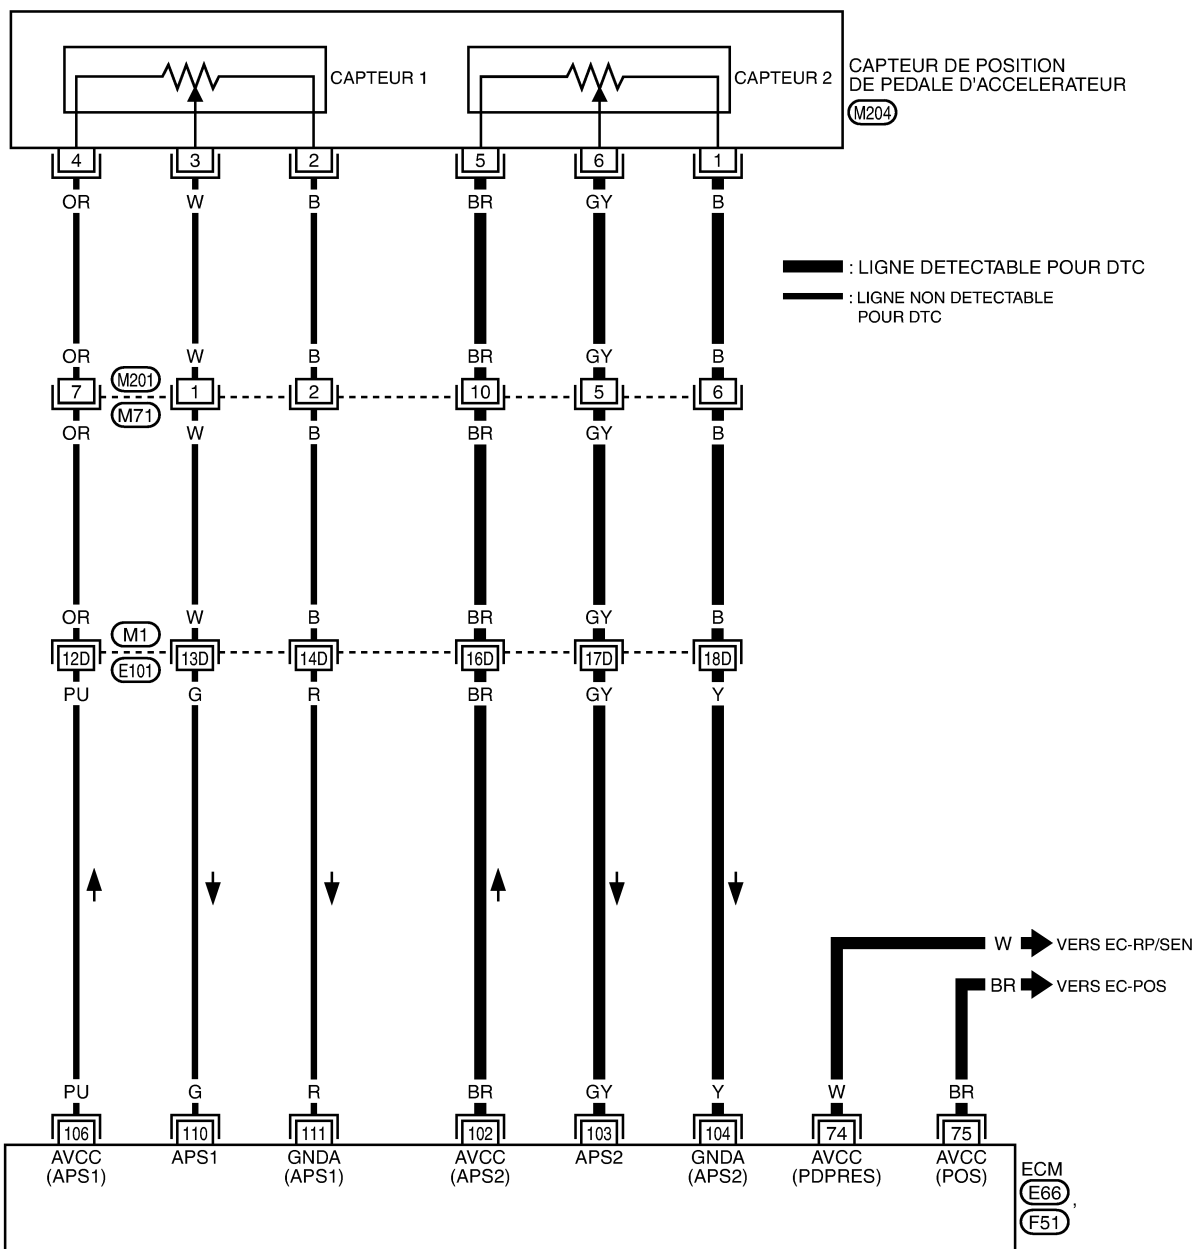 CAPTEUR 1
CAPTEUR 2
CAPTEUR DE POSITION
DE PEDALE D'ACCELERATEUR
M204
4 3 2 5 6 1
OR W B BR GY B
: LIGNE DETECTABLE POUR DTC
: LIGNE NON DETECTABLE
POUR DTC
OR W B BR GY B
M201
7 1 2 10 5 6
M71
OR W B BR GY B
OR W B BR GY B
M1
12D 13D 14D 16D 17D 18D
E101
PU G R BR GY Y
W VERS EC-RP/SEN
BR VERS EC-POS
PU G R BR GY Y W BR
106 110 111 102 103 104 74 75
AVCC APS1 GNDA AVCC APS2 GNDA AVCC AVCC
(APS1) (APS1) (APS2) (APS2) (PDPRES) (POS)
ECM
E66 ,
F51